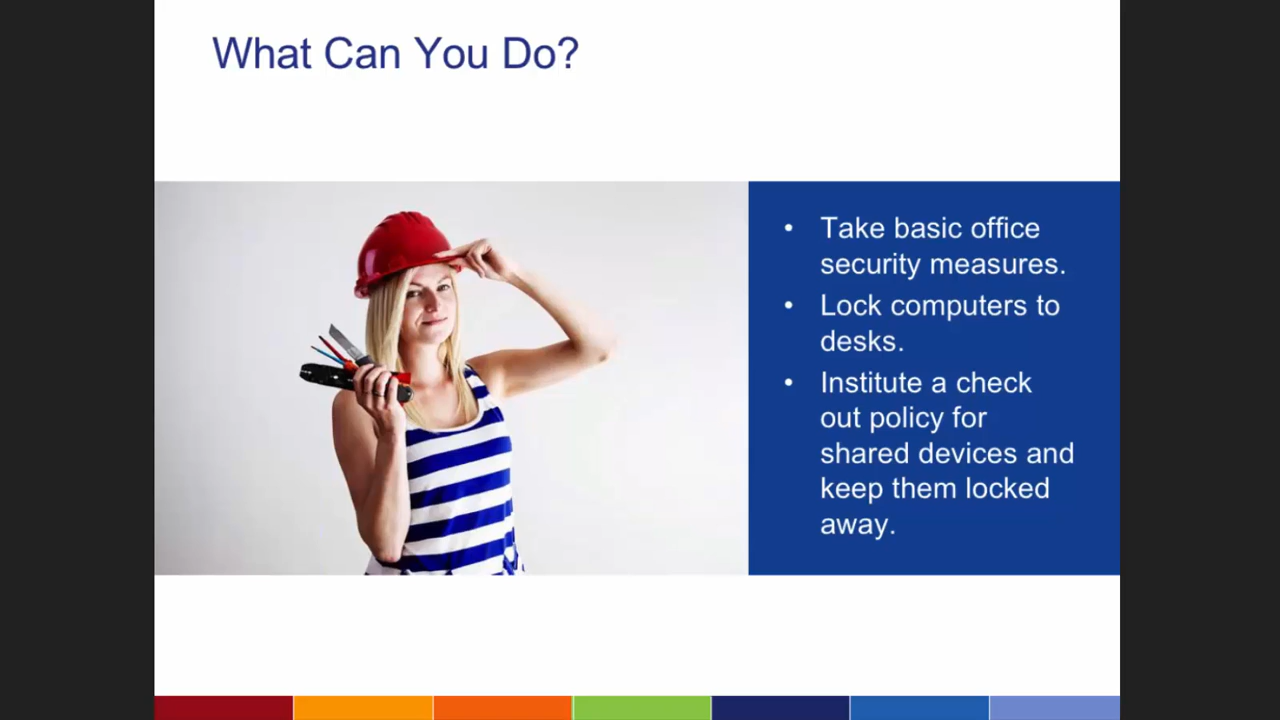 What Can You Do?
• Take basic office
security measures.
• Lock computers to
desks.
• Institute a check
out policy for
shared devices and
keep them locked
away.